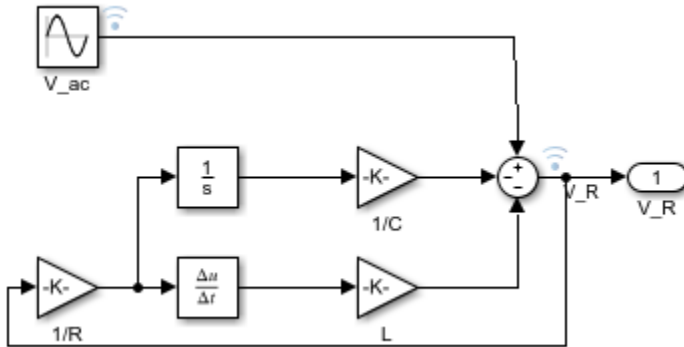 V_ac
1
s
-K-
1/C
+
-
-
V_R
1
V_R
-K-
1/R
Δu
Δt
-K-
L